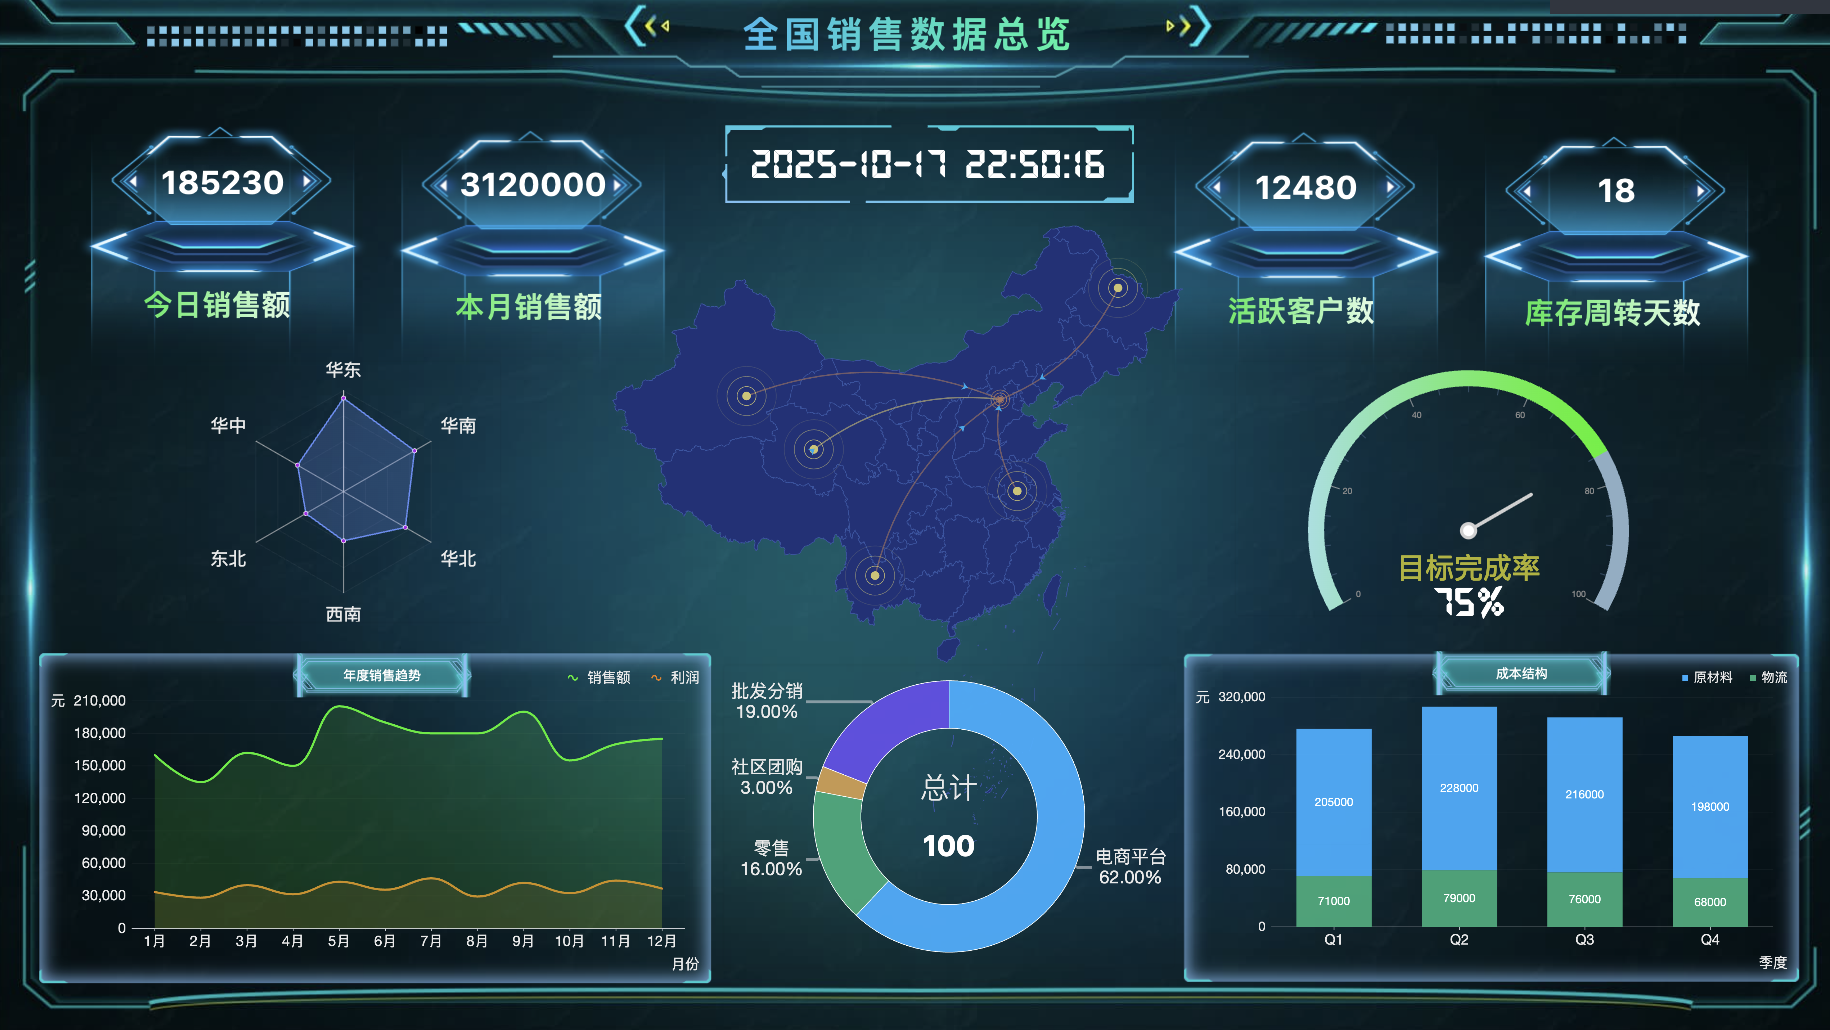 全国销售数据总览
2025-10-17 22:50:16
185230
今日销售额
3120000
本月销售额
12480
活跃客户数
18
库存周转天数
华东
华中
华南
东北
华北
西南
0
20
40
60
80
100
目标完成率
75%
年度销售趋势
销售额 利润
元
210,000
180,000
150,000
120,000
90,000
60,000
30,000
0
1月 2月 3月 4月 5月 6月 7月 8月 9月 10月 11月 12月
月份
批发分销
19.00%
社区团购
3.00%
零售
16.00%
总计
100
电商平台
62.00%
成本结构
原材料 物流
元
320,000
240,000
160,000
80,000
0
205000 228000 216000 198000
71000 79000 76000 68000
Q1 Q2 Q3 Q4
季度